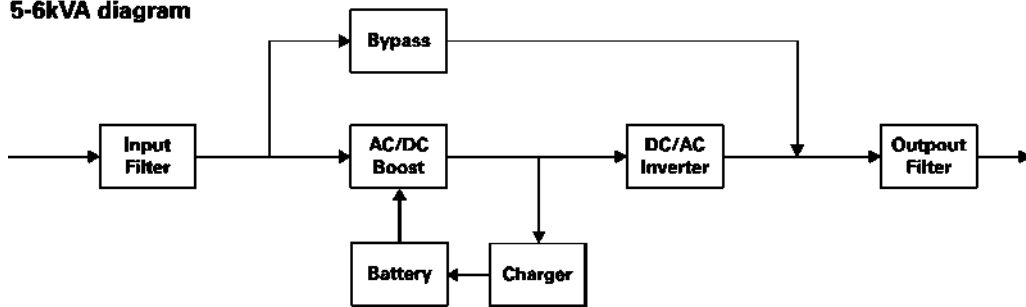 5-6kVA diagram
Bypass
Input
Filter
AC/DC
Boost
DC/AC
Inverter
Outpout
Filter
Battery
Charger